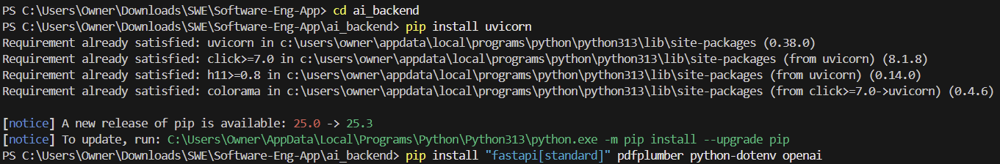 PS C:\Users\Owner\Downloads\SWE\Software-Eng-App> cd ai_backend
PS C:\Users\Owner\Downloads\SWE\Software-Eng-App\ai_backend> pip install uvicorn
Requirement already satisfied: uvicorn in c:\users\owner\appdata\local\programs\python\python313\lib\site-packages (0.38.0)
Requirement already satisfied: click>=7.0 in c:\users\owner\appdata\local\programs\python\python313\lib\site-packages (from uvicorn) (8.1.8)
Requirement already satisfied: h11>=0.8 in c:\users\owner\appdata\local\programs\python\python313\lib\site-packages (from uvicorn) (0.14.0)
Requirement already satisfied: colorama in c:\users\owner\appdata\local\programs\python\python313\lib\site-packages (from click>=7.0->uvicorn) (0.4.6)

[notice] A new release of pip is available: 25.0 -> 25.3
[notice] To update, run: C:\Users\Owner\AppData\Local\Programs\Python\Python313\python.exe -m pip install --upgrade pip
PS C:\Users\Owner\Downloads\SWE\Software-Eng-App\ai_backend> pip install "fastapi[standard]" pdfplumber python-dotenv openai